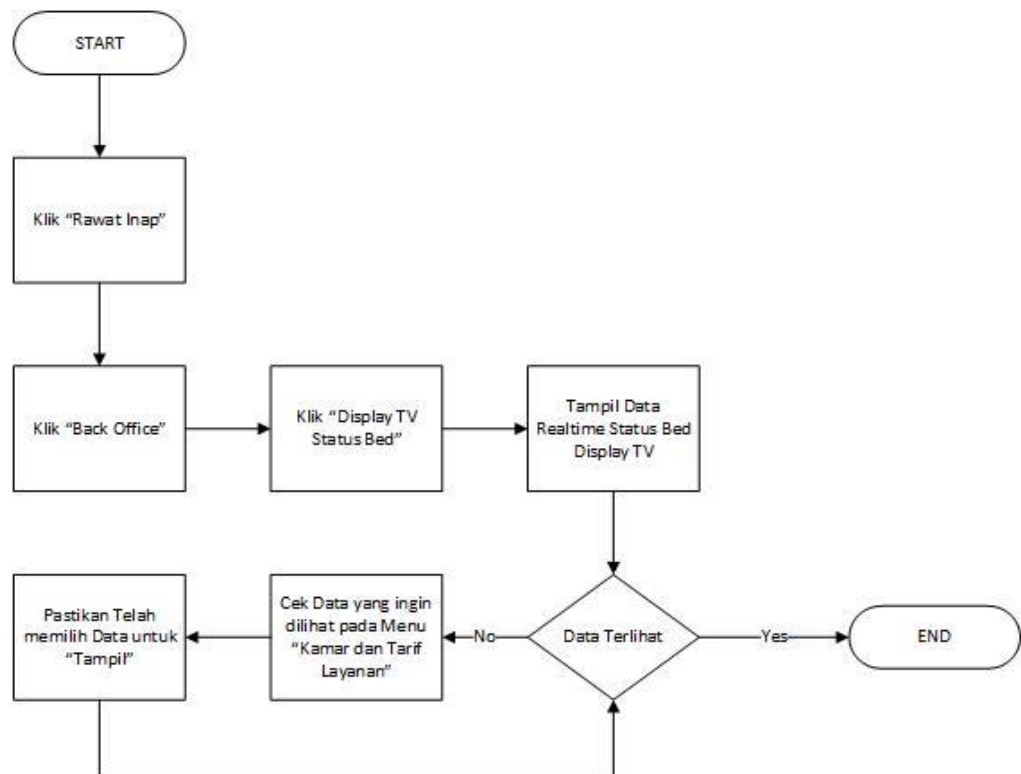 START
Klik “Rawat Inap”
Klik “Back Office”
Klik “Display TV
Status Bed”
Tampil Data
Realtime Status Bed
Display TV
Data Terlihat
Yes
END
No
Cek Data yang ingin
dilihat pada Menu
“Kamar dan Tarif
Layanan”
Pastikan Telah
memilih Data untuk
“Tampil”